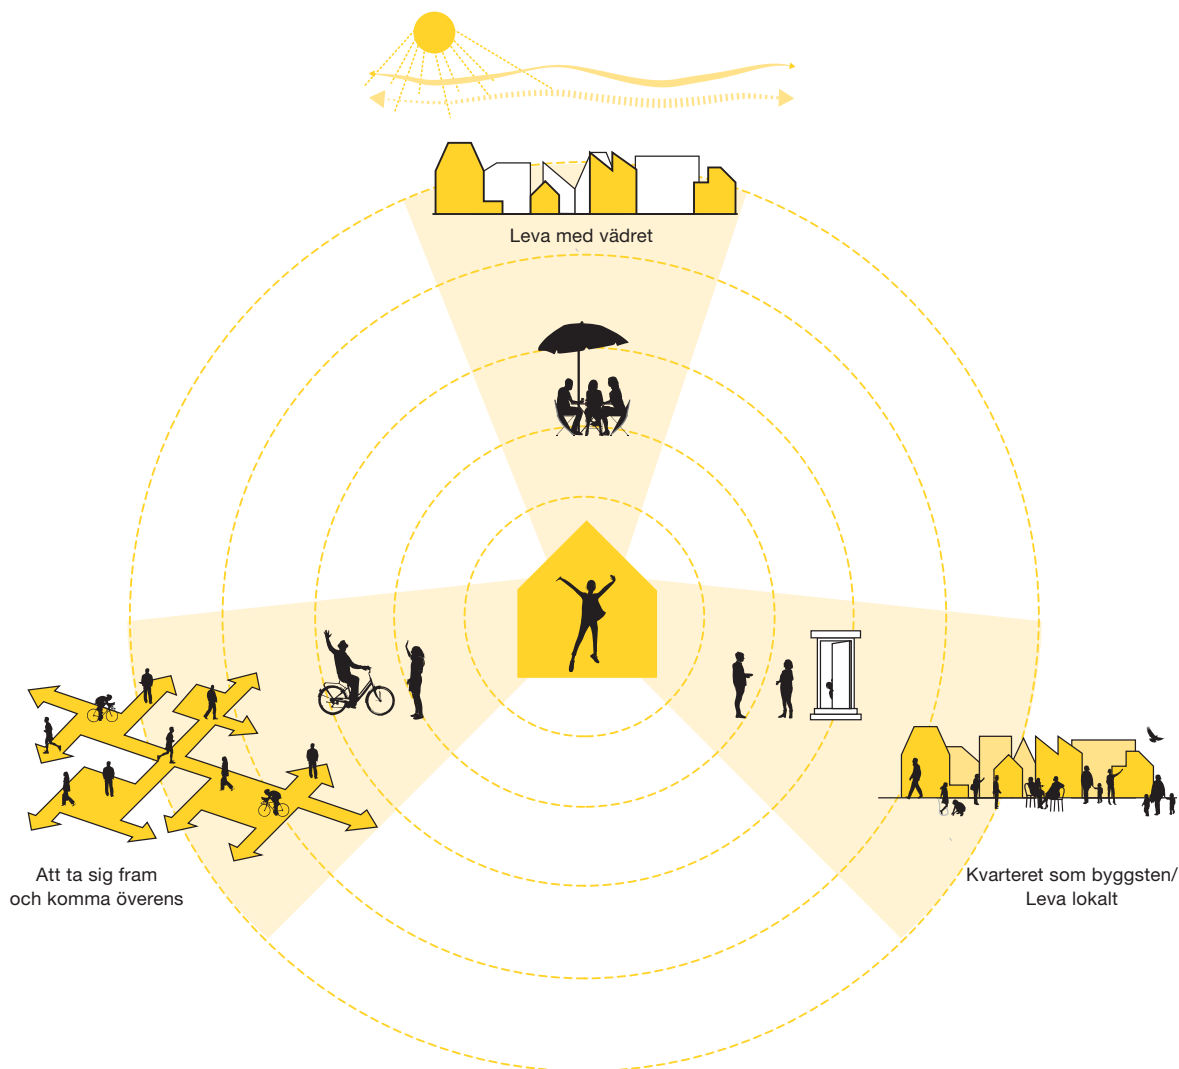 Leva med vädret
Att ta sig fram
och komma överens
Kvarteret som byggsten/
Leva lokalt